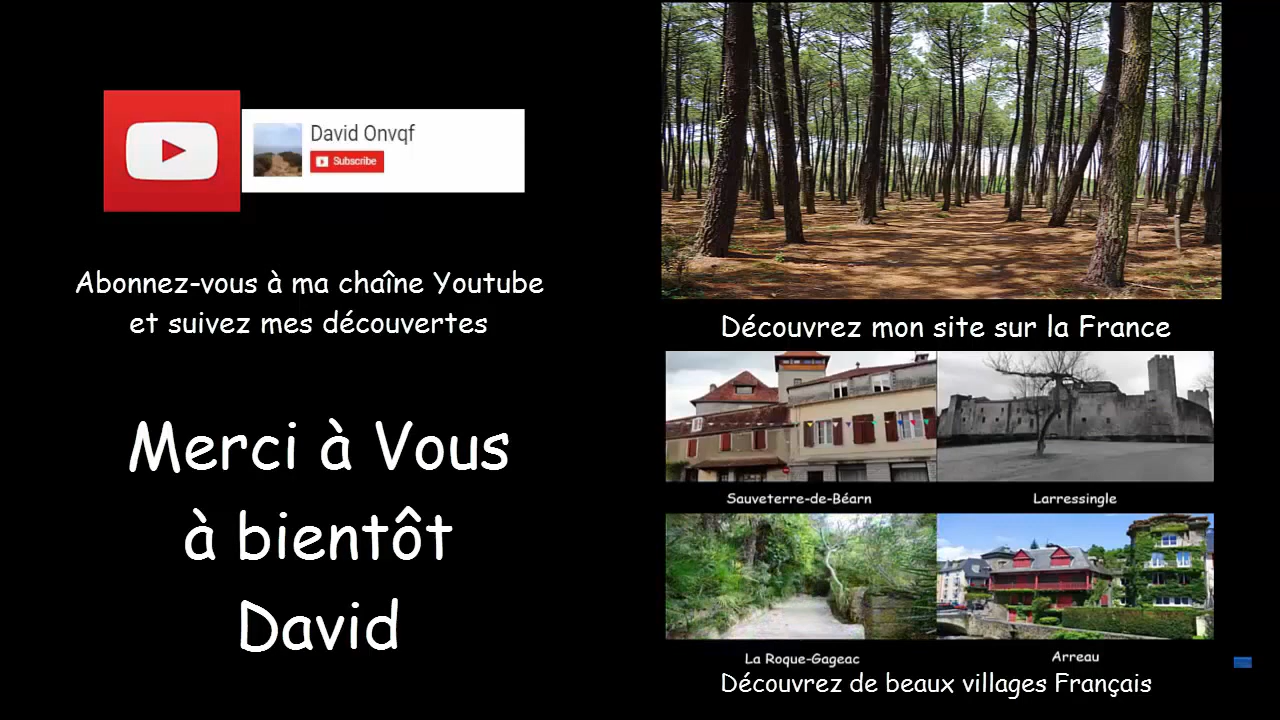 David Onvqf
Subscribe
Abonnez-vous à ma chaîne Youtube
et suivez mes découvertes
Merci à Vous
à bientôt
David
Découvrez mon site sur la France
Sauveterre-de-Béarn
Larressingle
La Roque-Gageac
Arreau
Découvrez de beaux villages Français